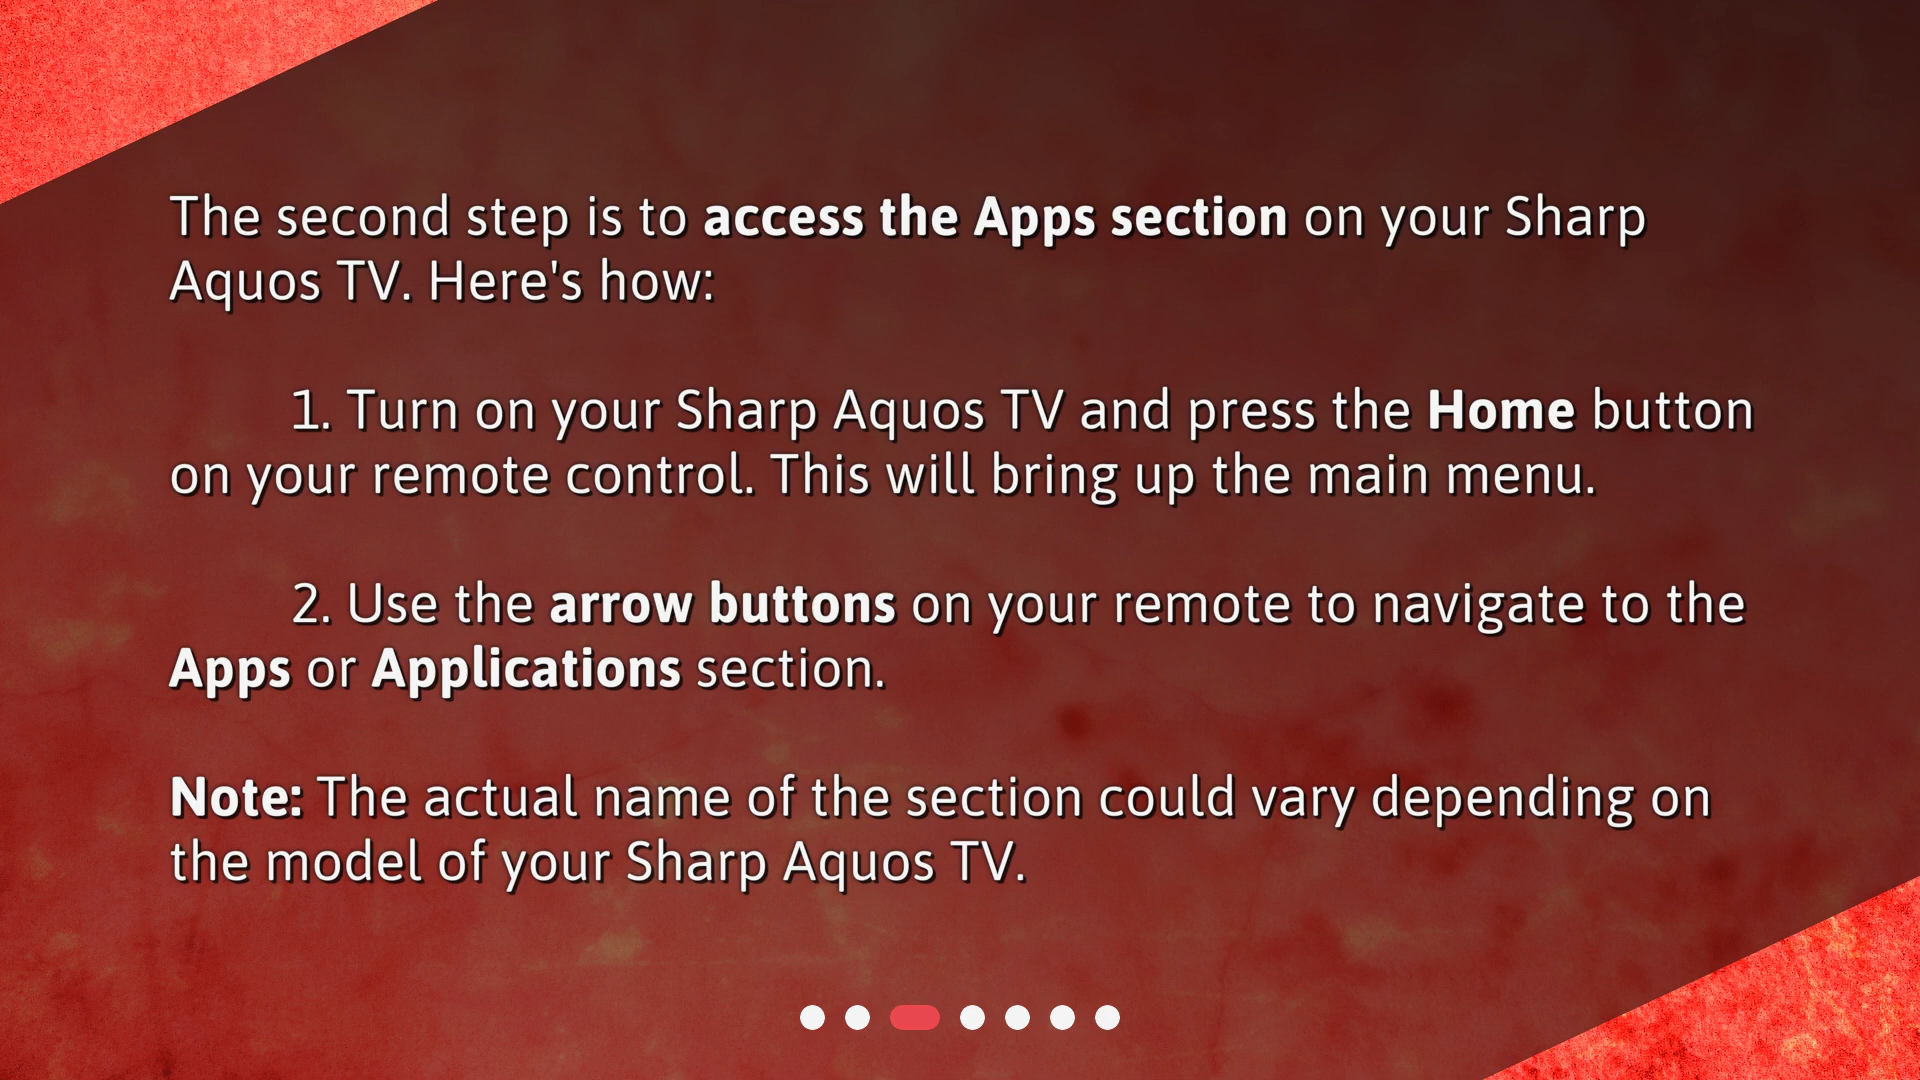 The second step is to access the Apps section on your Sharp
Aquos TV. Here's how:
1. Turn on your Sharp Aquos TV and press the Home button
on your remote control. This will bring up the main menu.
2. Use the arrow buttons on your remote to navigate to the
Apps or Applications section.
Note: The actual name of the section could vary depending on
the model of your Sharp Aquos TV.